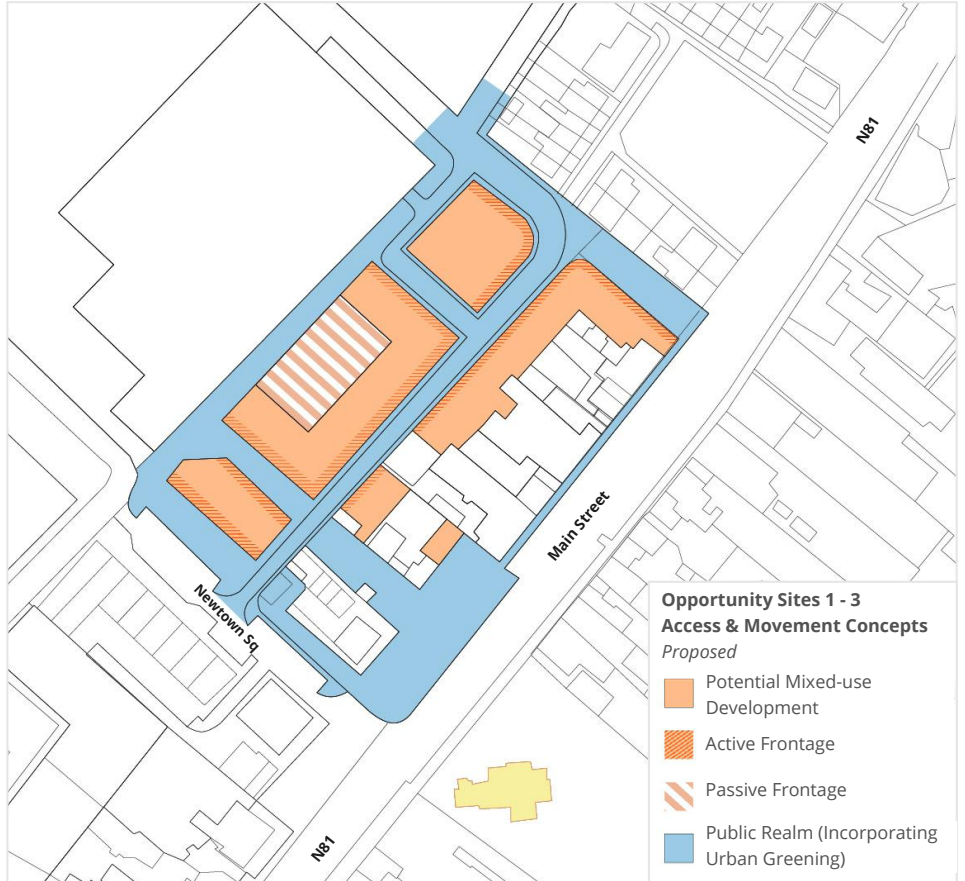 N81
Main Street
Newtown Sq
N81
Opportunity Sites 1 - 3
Access & Movement Concepts
Proposed
Potential Mixed-use
Development
Active Frontage
Passive Frontage
Public Realm (Incorporating
Urban Greening)